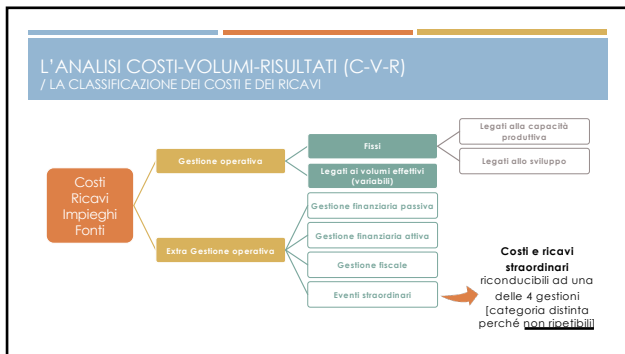 L'ANALISI COSTI-VOLUMI-RISULTATI (C-V-R)
/ LA CLASSIFICAZIONE DEI COSTI E DEI RICAVI
Costi
Ricavi
Impieghi
Fonti
Gestione operativa
Fissi
Legati alla capacità
produttiva
Legati allo sviluppo
Legati ai volumi effettivi
(variabili)
Extra Gestione operativa
Gestione finanziaria passiva
Gestione finanziaria attiva
Gestione fiscale
Eventi straordinari
Costi e ricavi
straordinari
riconducibili ad una
delle 4 gestioni
[categoria distinta
perché non ripetibili]